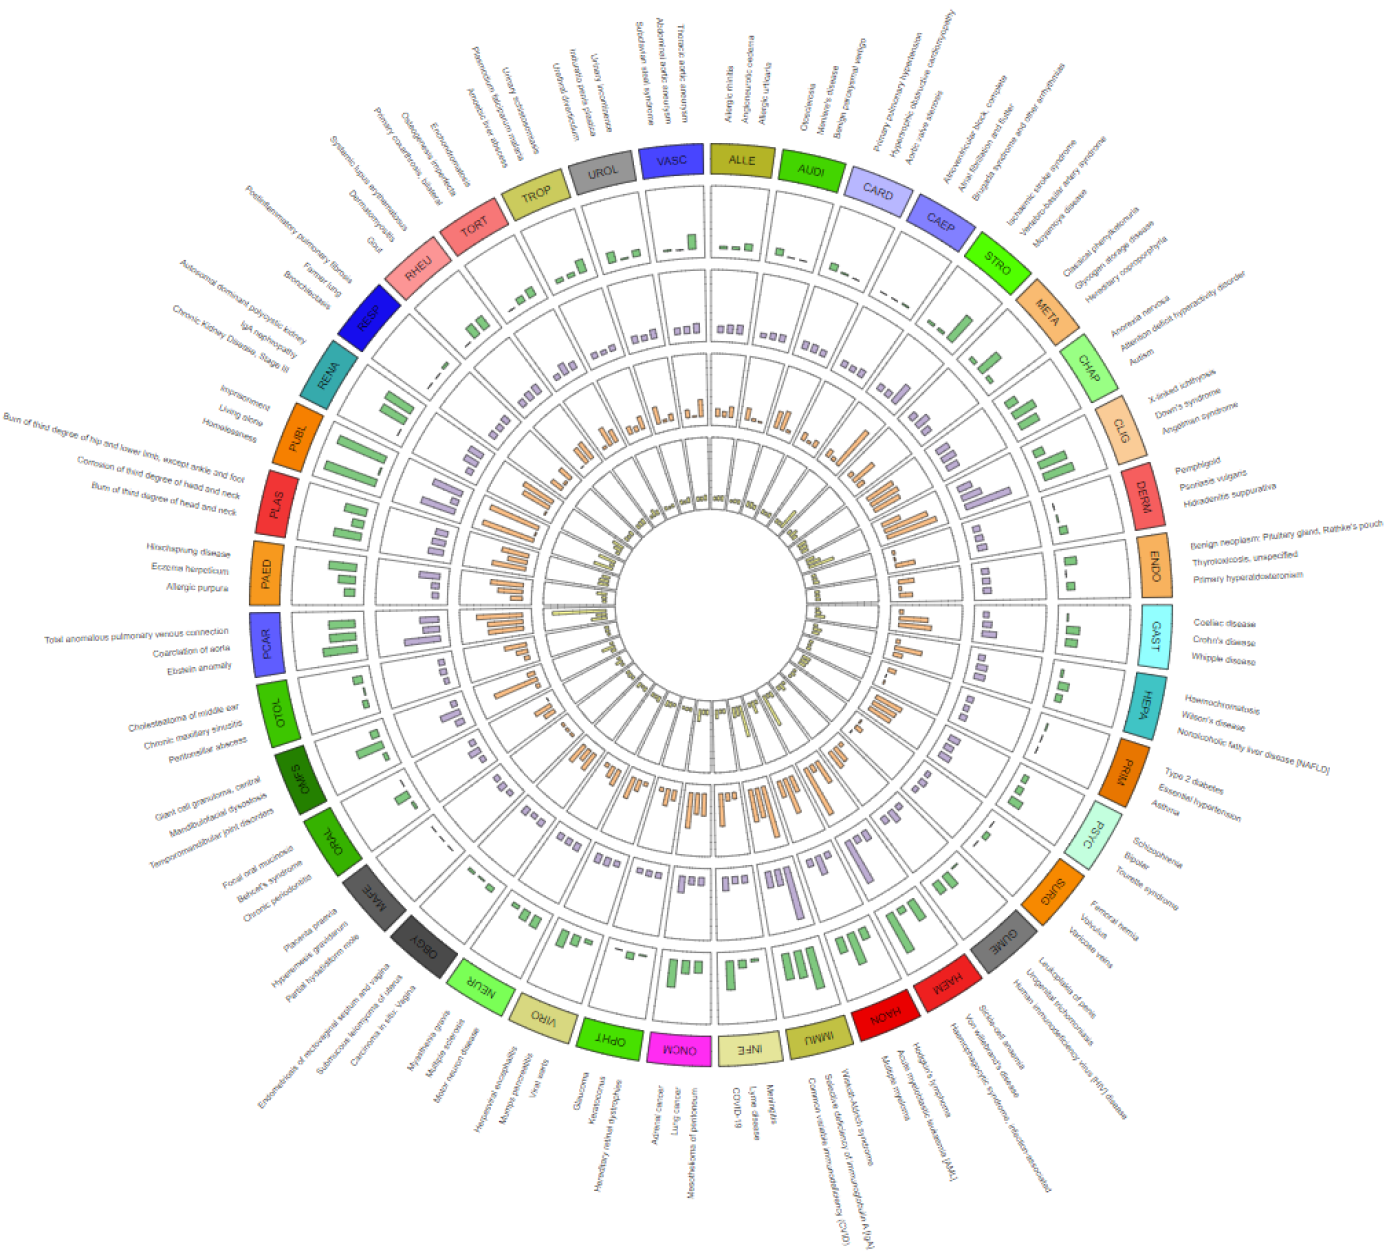 VASC
Subclavian steal syndrome
Abdominal aortic aneurysm
Thoracic aortic aneurysm
ALLE
Allergic rhinitis
Angioneurotic oedema
Allergic urticaria
AUDI
Otosclerosis
Meniere's disease
Benign paroxysmal vertigo
CARD
Primary pulmonary hypertension
Hypertrophic obstructive cardiomyopathy
Aortic valve stenosis
CAEP
Atrioventricular block, complete
Atrial fibrillation and flutter
Brugada syndrome and other arrhythmias
STRO
Ischaemic stroke syndrome
Vertebro-basilar artery syndrome
Moyamoya disease
META
Classical phenylketonuria
Glycogen storage disease
Hereditary coproporphyria
CHAP
Anorexia nervosa
Attention deficit hyperactivity disorder
Autism
CLIG
X-linked ichthyosis
Down's syndrome
Angelman syndrome
DERM
Pemphigoid
Psoriasis vulgaris
Hidradenitis suppurativa
ENDO
Benign neoplasm: Pituitary gland, Rathke's pouch
Thyrotoxicosis, unspecified
Primary hyperaldosteronism
GAST
Coeliac disease
Crohn's disease
Whipple disease
HEPA
Haemochromatosis
Wilson's disease
Nonalcoholic fatty liver disease [NAFLD]
PRIM
Type 2 diabetes
Essential hypertension
Asthma
PSYC
Schizophrenia
Bipolar
Tourette syndrome
SURG
Femoral hernia
Volvulus
Varicose veins
GUME
Leukoplakia of penis
Urogenital trichomoniasis
Human immunodeficiency virus [HIV] disease
HAEM
Sickle-cell anaemia
Von willebrand's disease
Haemophagocytic syndrome, infection-associated
HAON
Hodgkin's lymphoma
Acute myeloblastic leukaemia [AML]
Multiple myeloma
IMMU
Wiskott-Aldrich syndrome
Selective deficiency of immunoglobulin A [IgA]
Common variable immunodeficiency (CVID)
INFE
Meningitis
Lyme disease
COVID-19
ONCM
Mesothelioma of peritoneum
Lung cancer
Adrenal cancer
OPHT
Hereditary retinal dystrophies
Keratoconus
Glaucoma
VIRO
Viral warts
Mumps pancreatitis
Herpesviral encephalitis
NEUR
Motor neuron disease
Multiple sclerosis
Myasthenia gravis
OBGY
Carcinoma in situ: Vagina
Submucous leiomyoma of uterus
Endometriosis of rectovaginal septum and vagina
MAFE
Partial hydatidiform mole
Hyperemesis gravidarum
Placenta praevia
ORAL
Chronic periodontitis
Behcet's syndrome
Focal oral mucinosis
OMFS
Temporomandibular joint disorders
Mandibulofacial dysostosis
Giant cell granuloma, central
OTOL
Peritonsillar abscess
Chronic maxillary sinusitis
Cholesteatoma of middle ear
PCAR
Ebstein anomaly
Coarctation of aorta
Total anomalous pulmonary venous connection
PAED
Allergic purpura
Eczema herpeticum
Hirschsprung disease
PLAS
Burn of third degree of head and neck
Corrosion of third degree of head and neck
Burn of third degree of hip and lower limb, except ankle and foot
PUBL
Homelessness
Living alone
Imprisonment
RENA
Chronic Kidney Disease, Stage III
IgA nephropathy
Autosomal dominant polycystic kidney
RESP
Bronchiectasis
Farmer lung
Postinflammatory pulmonary fibrosis
RHEU
Gout
Dermatomyositis
Systemic lupus erythematosus
TORT
Primary coxarthrosis, bilateral
Osteogenesis imperfecta
Enchondromatosis
TROP
Amoebic liver abscess
Plasmodium falciparum malaria
Urinary schistosomiasis
UROL
Urethral diverticulum
Induratio penis plastica
Urinary incontinence